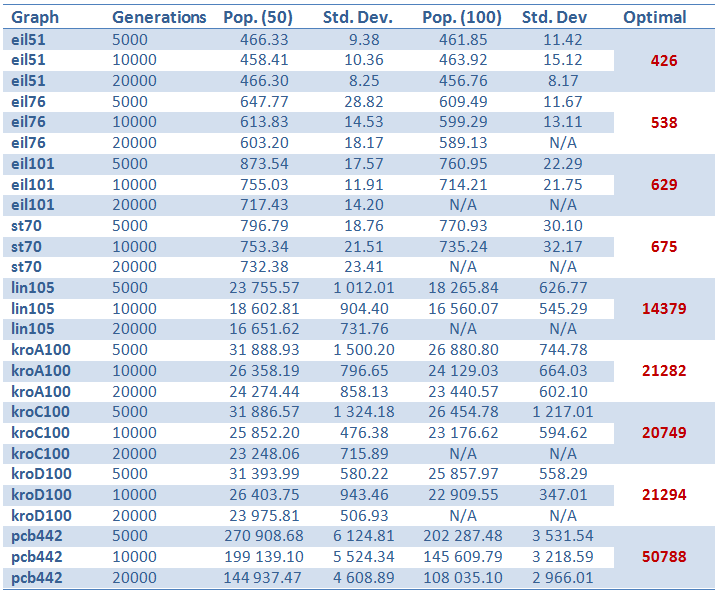 Graph Generations Pop. (50) Std. Dev. Pop. (100) Std. Dev Optimal
eil51 5000 466.33 9.38 461.85 11.42
eil51 10000 458.41 10.36 463.92 15.12 426
eil51 20000 466.30 8.25 456.76 8.17
eil76 5000 647.77 28.82 609.49 11.67
eil76 10000 613.83 14.53 599.29 13.11 538
eil76 20000 603.20 18.17 589.13 N/A
eil101 5000 873.54 17.57 760.95 22.29
eil101 10000 755.03 11.91 714.21 21.75 629
eil101 20000 717.43 14.20 N/A N/A
st70 5000 796.79 18.76 770.93 30.10
st70 10000 753.34 21.51 735.24 32.17 675
st70 20000 732.38 23.41 N/A N/A
lin105 5000 23 755.57 1 012.01 18 265.84 626.77
lin105 10000 18 602.81 904.40 16 560.07 545.29 14379
lin105 20000 16 651.62 731.76 N/A N/A
kroA100 5000 31 888.93 1 500.20 26 880.80 744.78
kroA100 10000 26 358.19 796.65 24 129.03 664.03 21282
kroA100 20000 24 274.44 858.13 23 440.57 602.10
kroC100 5000 31 886.57 1 324.18 26 454.78 1 217.01
kroC100 10000 25 852.20 476.38 23 176.62 594.62 20749
kroC100 20000 23 248.06 715.89 N/A N/A
kroD100 5000 31 393.99 580.22 25 857.97 558.29
kroD100 10000 26 403.75 943.46 22 909.55 347.01 21294
kroD100 20000 23 975.81 506.93 N/A N/A
pcb442 5000 270 908.68 6 124.81 202 287.48 3 531.54
pcb442 10000 199 139.10 5 524.34 145 609.79 3 218.59 50788
pcb442 20000 144 937.47 4 608.89 108 035.10 2 966.01